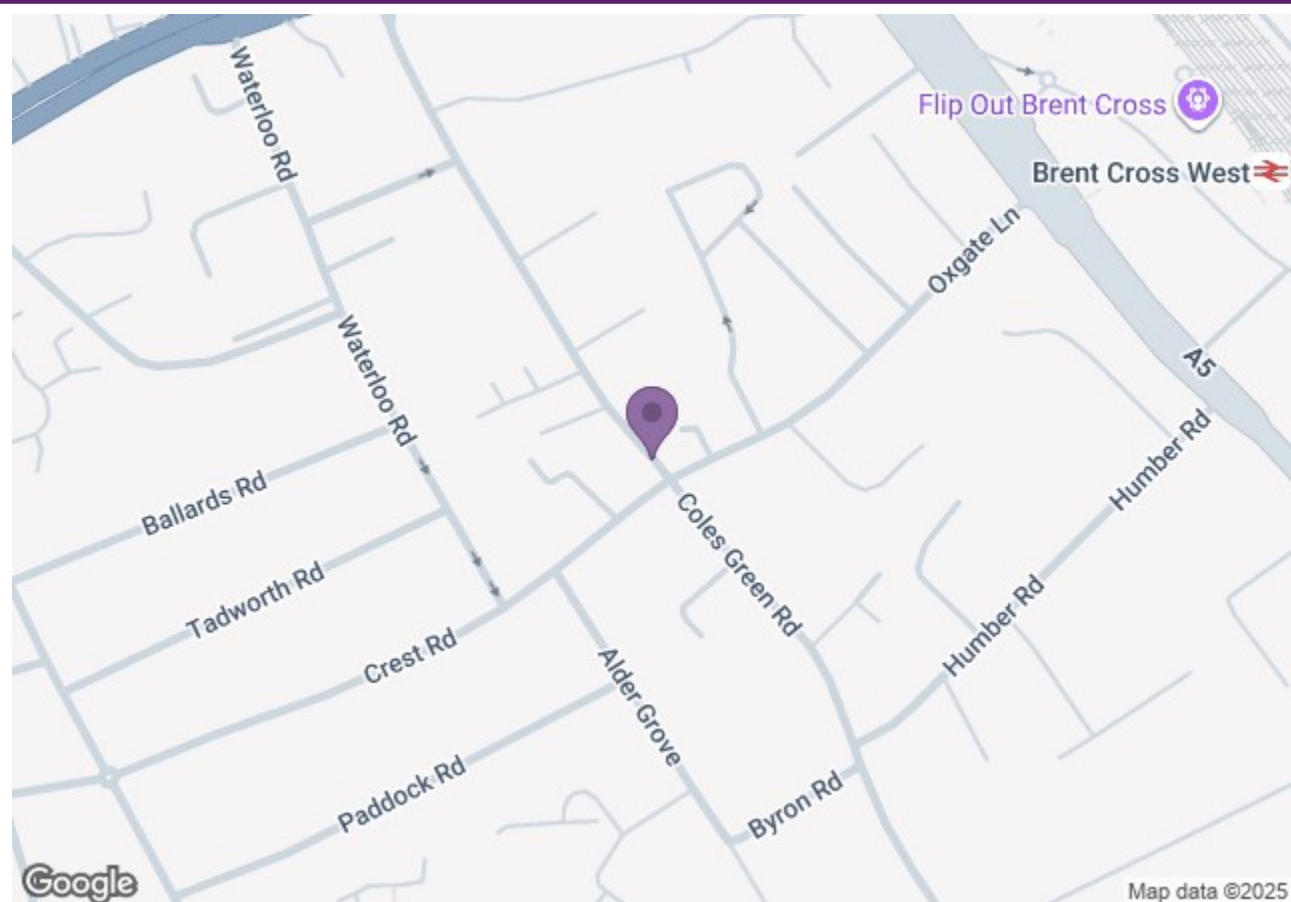 Waterloo Rd
Flip Out Brent Cross
Brent Cross West
Oxgate Ln
Waterloo Rd
A5
Humber Rd
Ballards Rd
Coles Green Rd
Tadworth Rd
Humber Rd
Crest Rd
Alder Grove
Paddock Rd
Byron Rd
Google
Map data ©2025